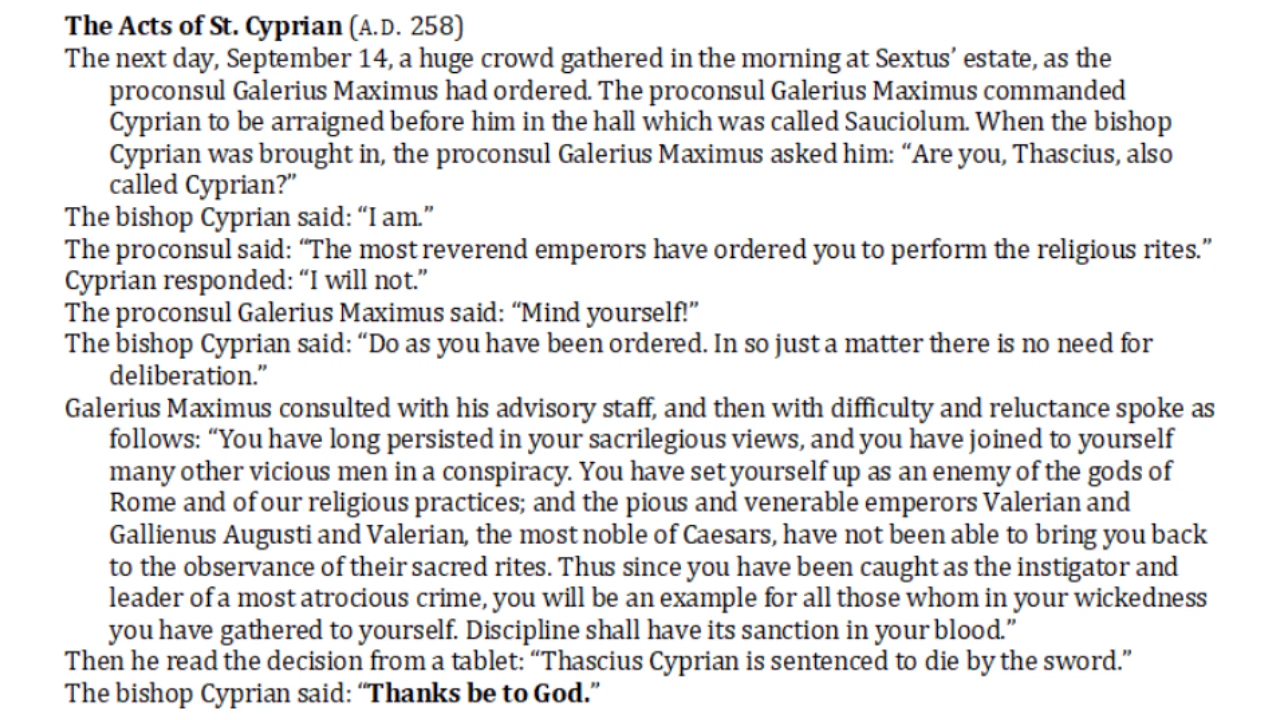 The Acts of St. Cyprian (A.D. 258)
The next day, September 14, a huge crowd gathered in the morning at Sextus’ estate, as the
proconsul Galerius Maximus had ordered. The proconsul Galerius Maximus commanded
Cyprian to be arraigned before him in the hall which was called Sauciolum. When the bishop
Cyprian was brought in, the proconsul Galerius Maximus asked him: “Are you, Thascius, also
called Cyprian?”
The bishop Cyprian said: “I am.”
The proconsul said: “The most reverend emperors have ordered you to perform the religious rites.”
Cyprian responded: “I will not.”
The proconsul Galerius Maximus said: “Mind yourself!”
The bishop Cyprian said: “Do as you have been ordered. In so just a matter there is no need for
deliberation.”
Galerius Maximus consulted with his advisory staff, and then with difficulty and reluctance spoke as
follows: “You have long persisted in your sacrilegious views, and you have joined to yourself
many other vicious men in a conspiracy. You have set yourself up as an enemy of the gods of
Rome and of our religious practices; and the pious and venerable emperors Valerian and
Gallienus Augusti and Valerian, the most noble of Caesars, have not been able to bring you back
to the observance of their sacred rites. Thus since you have been caught as the instigator and
leader of a most atrocious crime, you will be an example for all those whom in your wickedness
you have gathered to yourself. Discipline shall have its sanction in your blood.”
Then he read the decision from a tablet: “Thascius Cyprian is sentenced to die by the sword.”
The bishop Cyprian said: “Thanks be to God.”